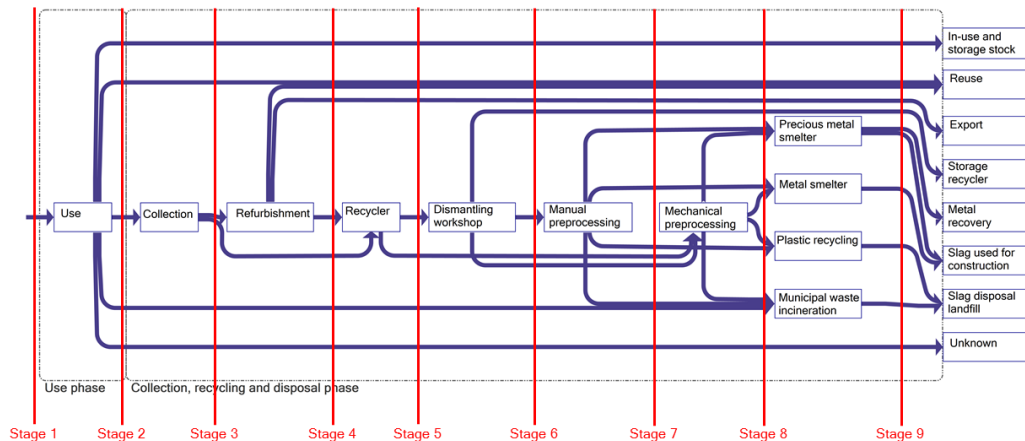 In-use and
storage stock
Reuse
Export
Precious metal
smelter
Storage
recycler
Metal smelter
Use
Collection
Refurbishment
Recycler
Dismantling
workshop
Manual
preprocessing
Mechanical
preprocessing
Metal
recovery
Plastic recycling
Slag used for
construction
Municipal waste
incineration
Slag disposal
landfill
Unknown
Use phase
Collection, recycling and disposal phase
Stage 1
Stage 2
Stage 3
Stage 4
Stage 5
Stage 6
Stage 7
Stage 8
Stage 9